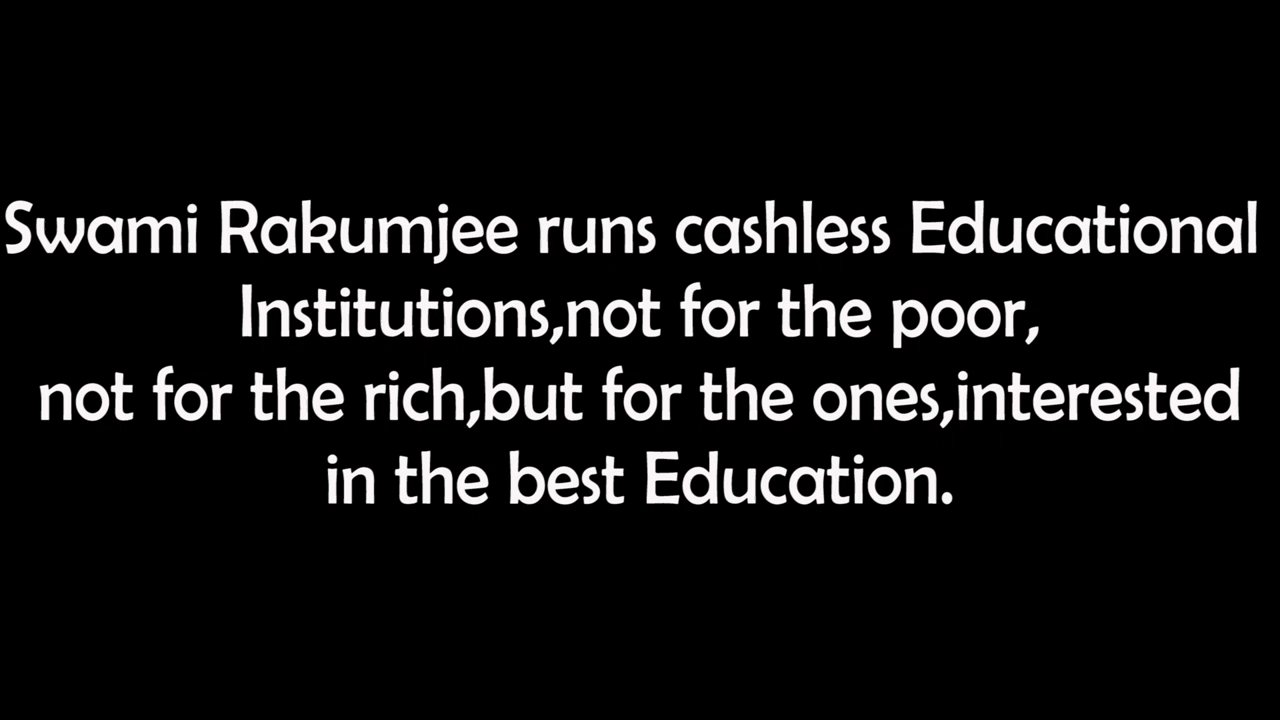 Swami Rakumjee runs cashless Educational
Institutions,not for the poor,
not for the rich,but for the ones,interested
in the best Education.